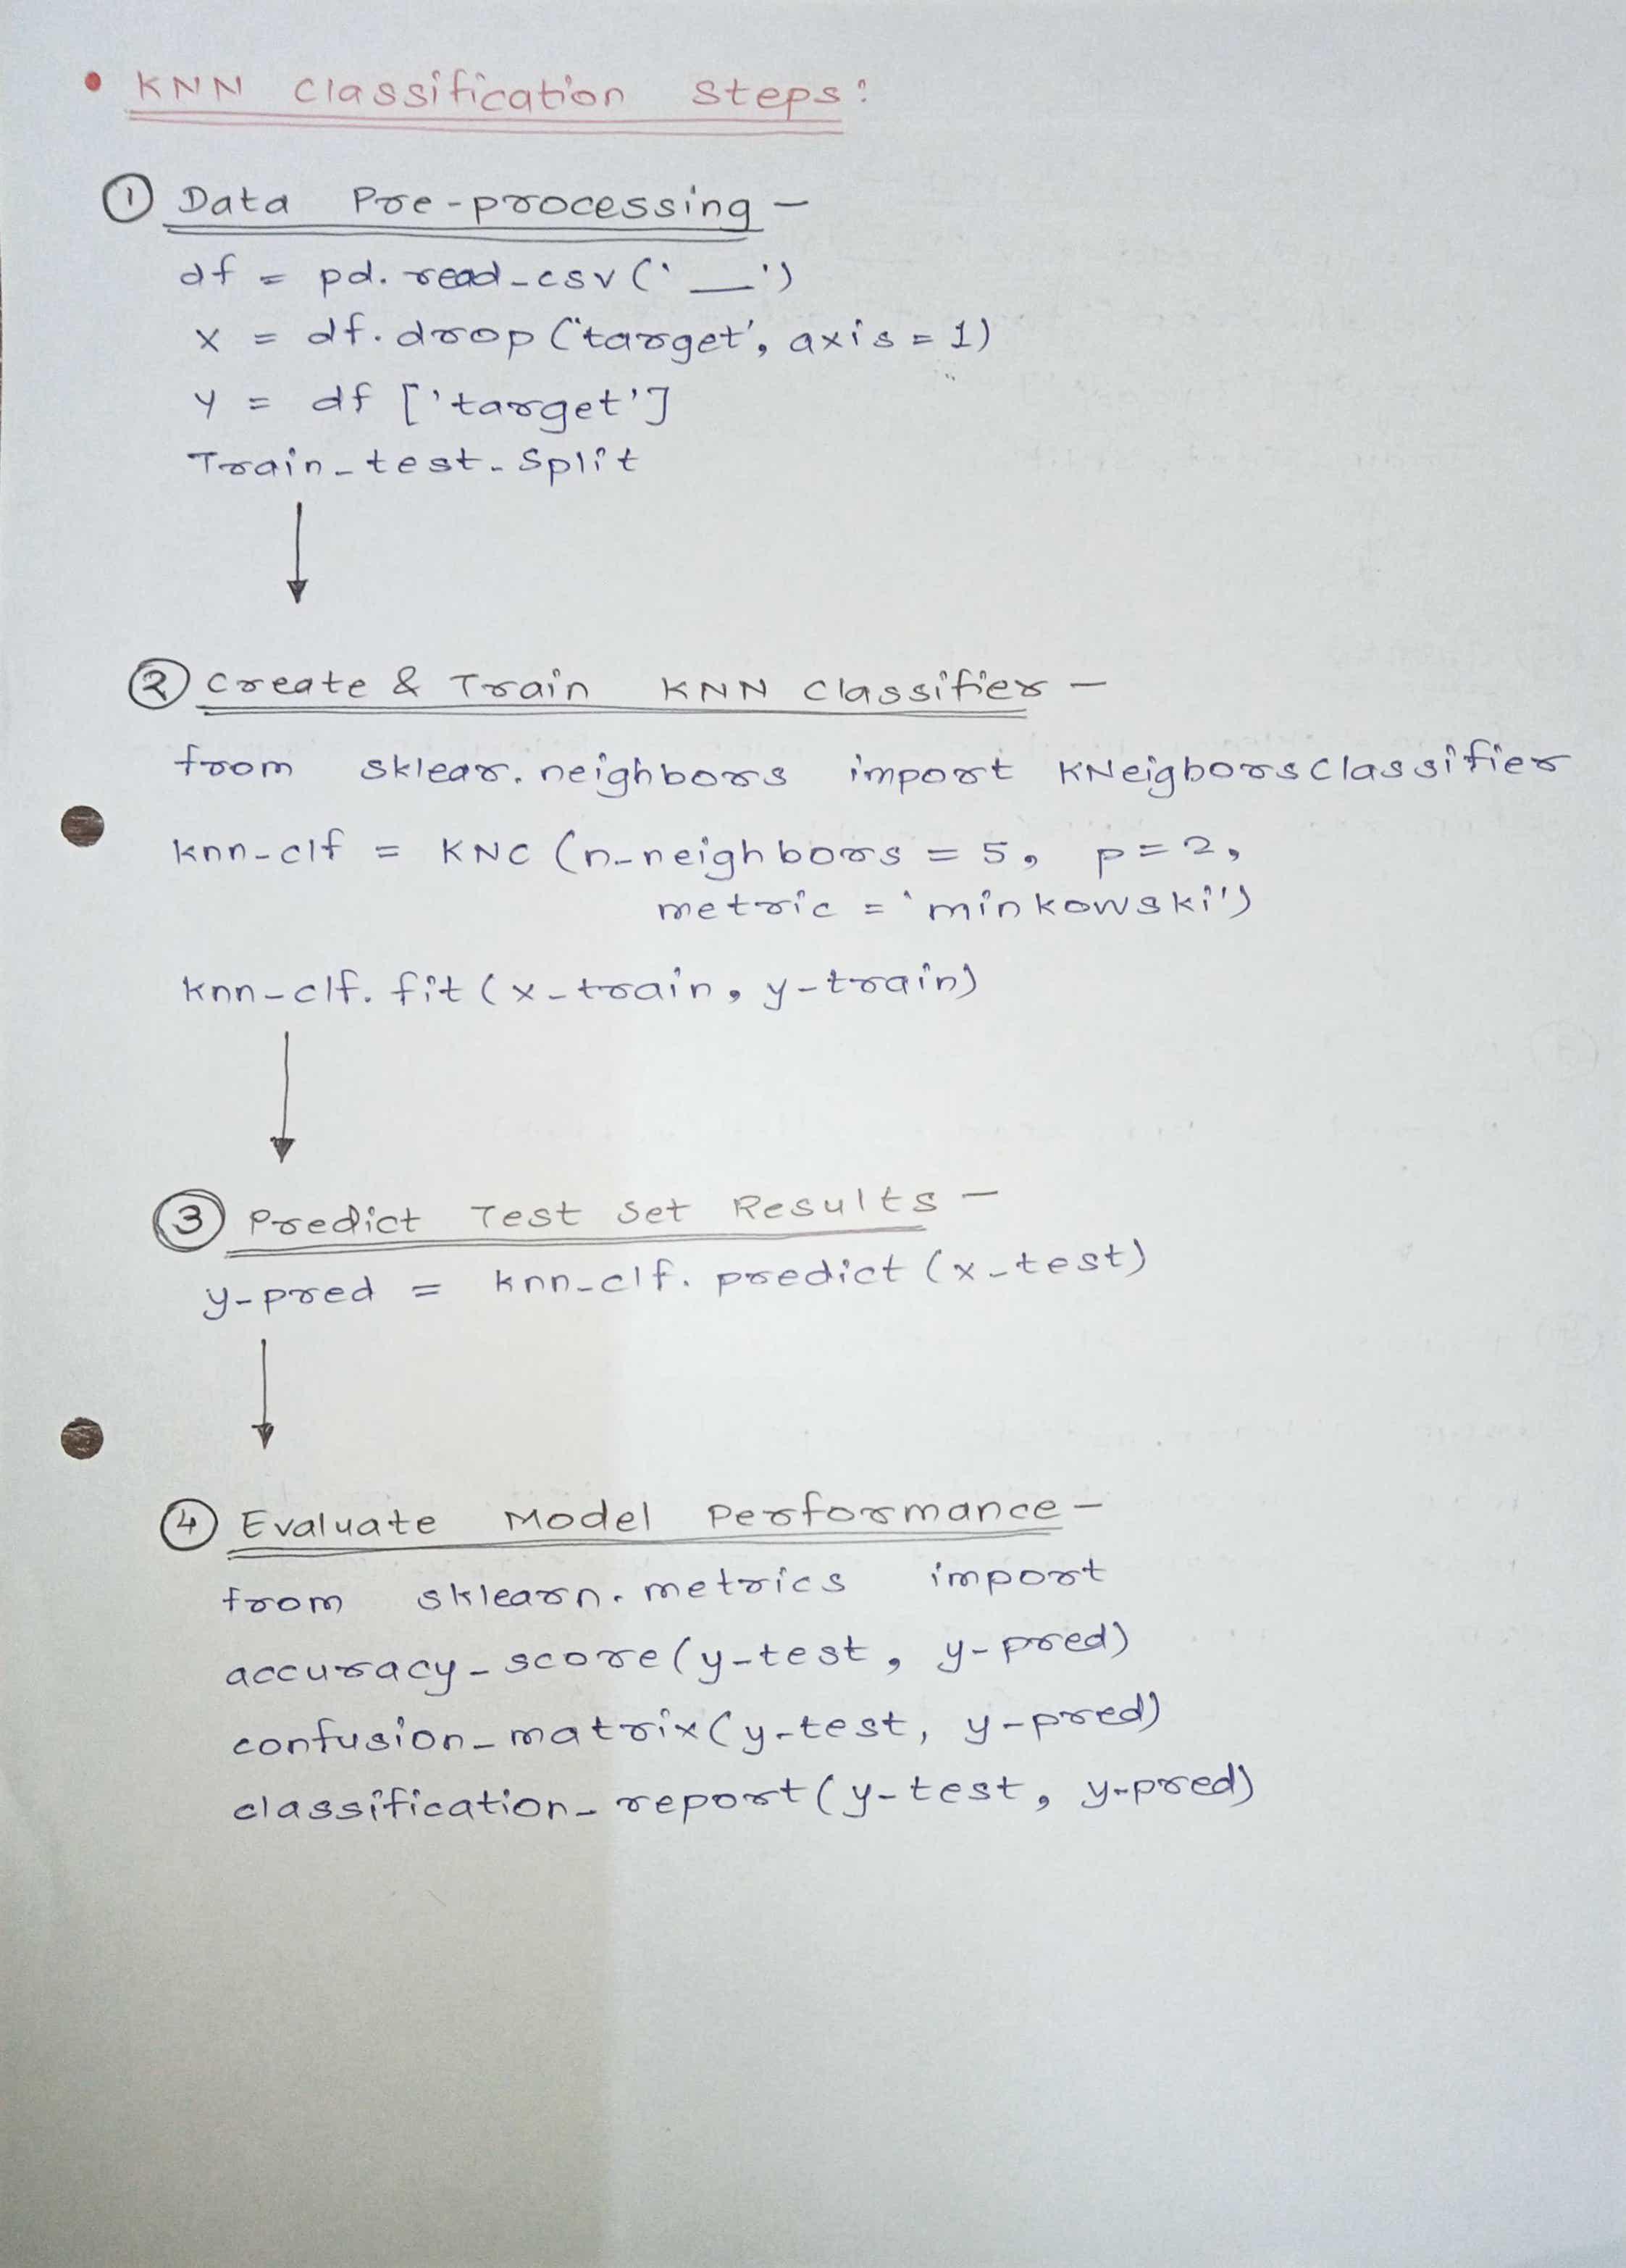 • KNN Classification Steps:
① Data Pre-processing -
df = pd.read_csv('__')
x = df.drop('target', axis=1)
y = df ['target']
Train_test_Split
② Create & Train KNN Classifier -
from sklear.neighbors import KNeigborsClassifier
knn-clf = KNC (n-neighbors = 5, p=2,
metric = 'minkowski')
knn-clf.fit(x-train, y-train)
③ Predict Test Set Results -
y-pred = knn-clf.predict(x-test)
④ Evaluate Model Performance -
from sklearn.metrics import
accuracy-score(y-test, y-pred)
confusion-matrix(y-test, y-pred)
classification-report(y-test, y-pred)